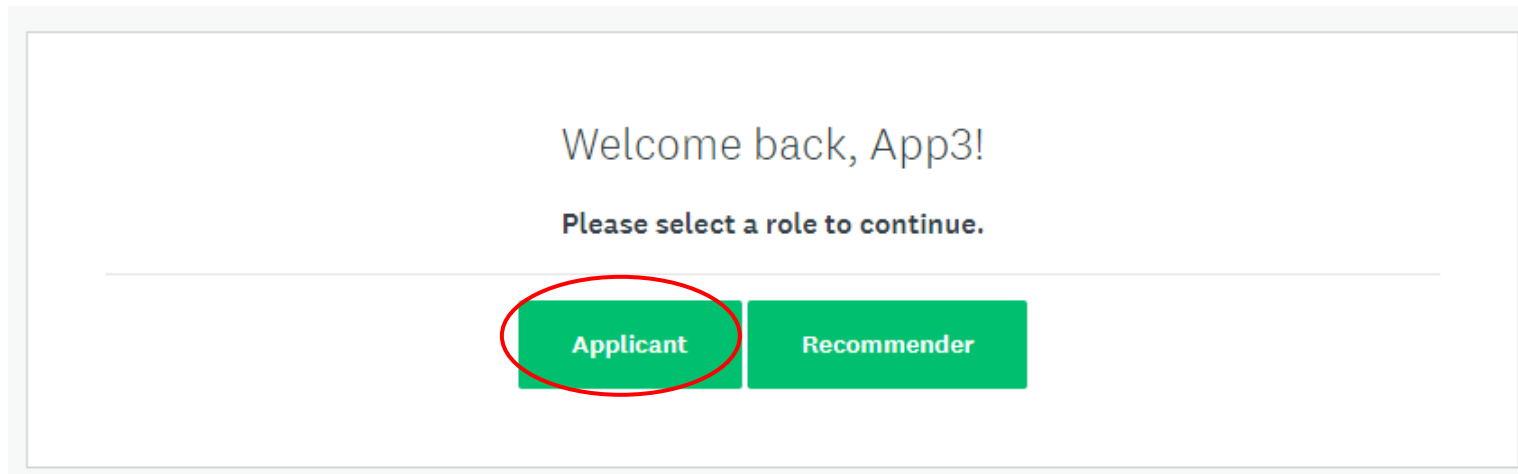 Welcome back, App3!
Please select a role to continue.
Applicant Recommender